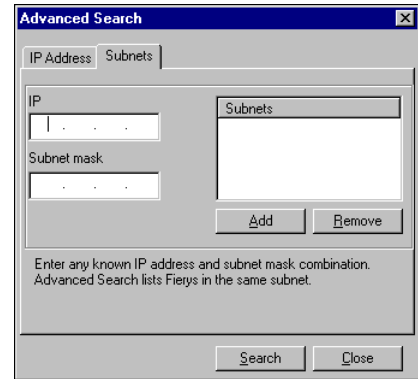 Advanced Search
IP Address Subnets
IP
. . .
Subnets
Subnet mask
. . .
Add Remove
Enter any known IP address and subnet mask combination.
Advanced Search lists Fierys in the same subnet.
Search Close